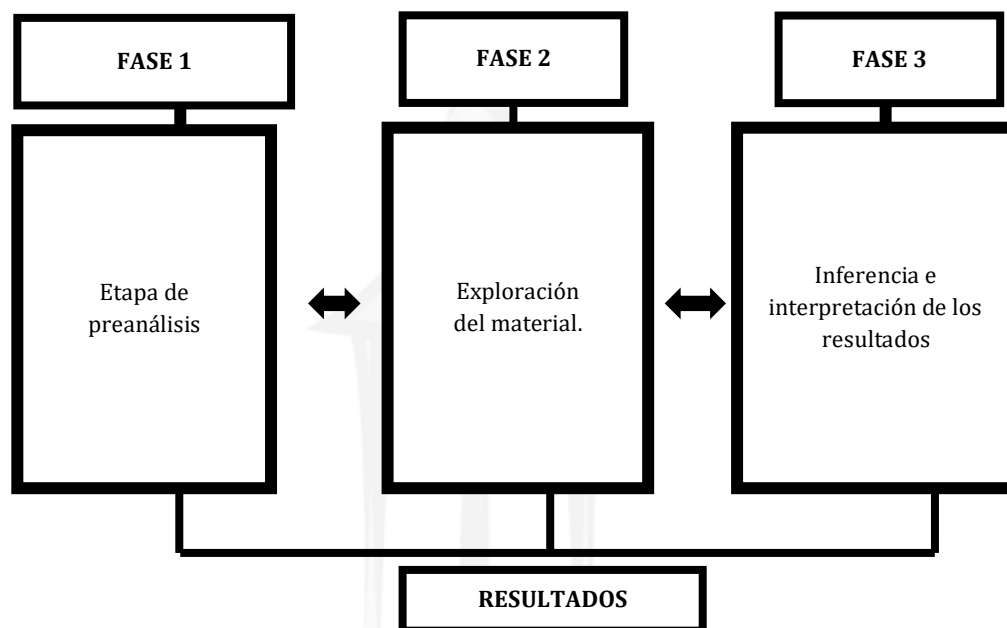 FASE 1
FASE 2
FASE 3
Etapa de
preanálisis
Exploración
del material.
Inferencia e
interpretación de los
resultados
RESULTADOS